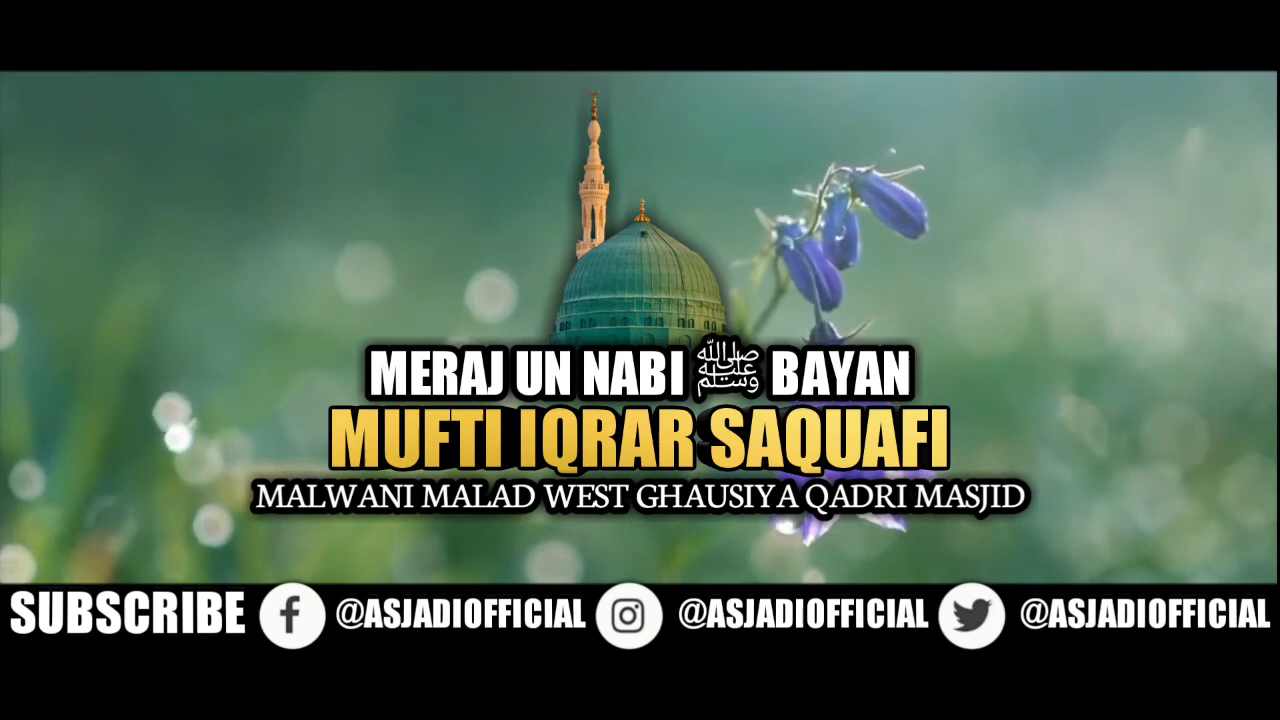 MERAJ UN NABI ﷺ BAYAN
MUFTI IQRAR SAQUAFI
MALWANI MALAD WEST GHAUSIYA QADRI MASJID
SUBSCRIBE @ASJADIOFFICIAL @ASJADIOFFICIAL @ASJADIOFFICIAL